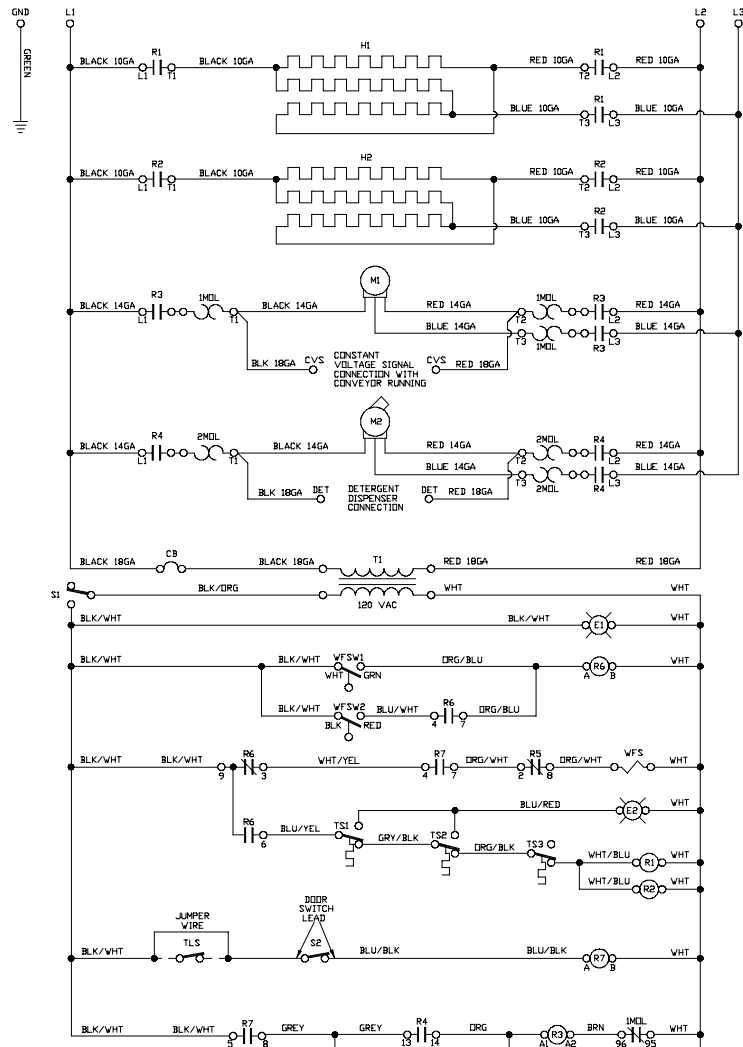 GND L1 L2 L3
GREEN
H1
BLACK 10GA R1 BLACK 10GA RED 10GA R1 RED 10GA
L1 T1 T2 L2
R1
BLUE 10GA BLUE 10GA
T3 L3
H2
BLACK 10GA R2 BLACK 10GA RED 10GA R2 RED 10GA
L1 T1 T2 L2
R2
BLUE 10GA BLUE 10GA
T3 L3
M1
BLACK 14GA R3 1MOL BLACK 14GA RED 14GA 1MOL R3 RED 14GA
L1 T1 T2 L2
BLUE 14GA BLUE 14GA
T3 1MOL R3 L3
BLK 18GA CVS CONSTANT
VOLTAGE SIGNAL
CONNECTION WITH
CONVEYOR RUNNING
CVS RED 18GA
M2
BLACK 14GA R4 2MOL BLACK 14GA RED 14GA 2MOL R4 RED 14GA
L1 T1 T2 L2
BLUE 14GA BLUE 14GA
T3 2MOL R4 L3
BLK 18GA DET DETERGENT
DISPENSER
CONNECTION
DET RED 18GA
BLACK 18GA CB BLACK 18GA T1 RED 18GA RED 18GA
S1 BLK/ORG WHT WHT
120 VAC
BLK/WHT BLK/WHT E1 WHT
BLK/WHT BLK/WHT WFSW1 ORG/BLU R6 WHT
WHT GRN A B
BLK/WHT WFSW2 BLU/WHT R6 ORG/BLU
BLK RED 4 7
BLK/WHT BLK/WHT R6 WHT/YEL R7 ORG/WHT R5 ORG/WHT WFS WHT
9 3 4 7 2 8
BLU/RED E2 WHT
R6 BLU/YEL TS1 GRY/BLK TS2 ORG/BLK TS3
6
WHT/BLU R1 WHT
WHT/BLU R2 WHT
DOOR
SWITCH
LEAD
JUMPER
WIRE
BLK/WHT TLS S2 BLU/BLK BLU/BLK R7 WHT
A B
BLK/WHT BLK/WHT R7 GREY GREY R4 ORG R3 BRN 1MOL WHT
5 8 13 14 A1 A2 96 95